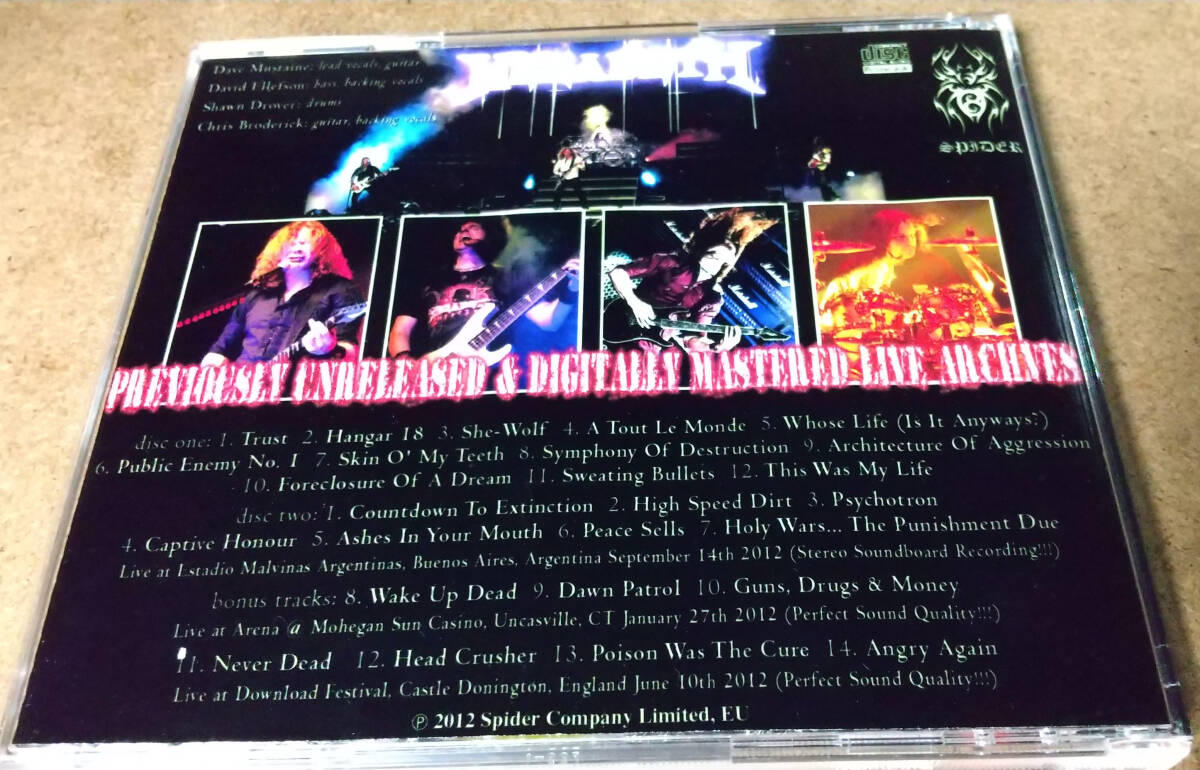 Dave Mustaine: lead vocals, guitar
David Ellefson: bass, backing vocals
Shawn Drover: drums
Chris Broderick: guitar, backing vocals
MEGADETH
disc
SPIDER
Marshall
PREVIOUSLY UNRELEASED & DIGITALLY MASTERED LIVE ARCHIVES
disc one: 1. Trust 2. Hangar 18 3. She-Wolf 4. A Tout Le Monde 5. Whose Life (Is It Anyways?)
6. Public Enemy No. I 7. Skin O' My Teeth 8. Symphony Of Destruction 9. Architecture Of Aggression
10. Foreclosure Of A Dream 11. Sweating Bullets 12. This Was My Life
disc two: 1. Countdown To Extinction 2. High Speed Dirt 3. Psychotron
4. Captive Honour 5. Ashes In Your Mouth 6. Peace Sells 7. Holy Wars... The Punishment Due
Live at Estadio Malvinas Argentinas, Buenos Aires, Argentina September 14th 2012 (Stereo Soundboard Recording!!!)
bonus tracks: 8. Wake Up Dead 9. Dawn Patrol 10. Guns, Drugs & Money
Live at Arena @ Mohegan Sun Casino, Uncasville, CT January 27th 2012 (Perfect Sound Quality!!!)
11. Never Dead 12. Head Crusher 13. Poison Was The Cure 14. Angry Again
Live at Download Festival, Castle Donington, England June 10th 2012 (Perfect Sound Quality!!!)
℗ 2012 Spider Company Limited, EU